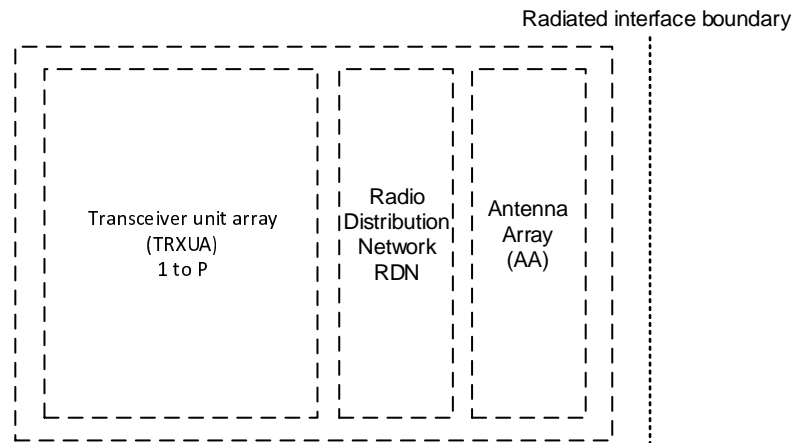 Radiated interface boundary
Transceiver unit array
(TRXUA)
1 to P
Radio
Distribution
Network
RDN
Antenna
Array
(AA)